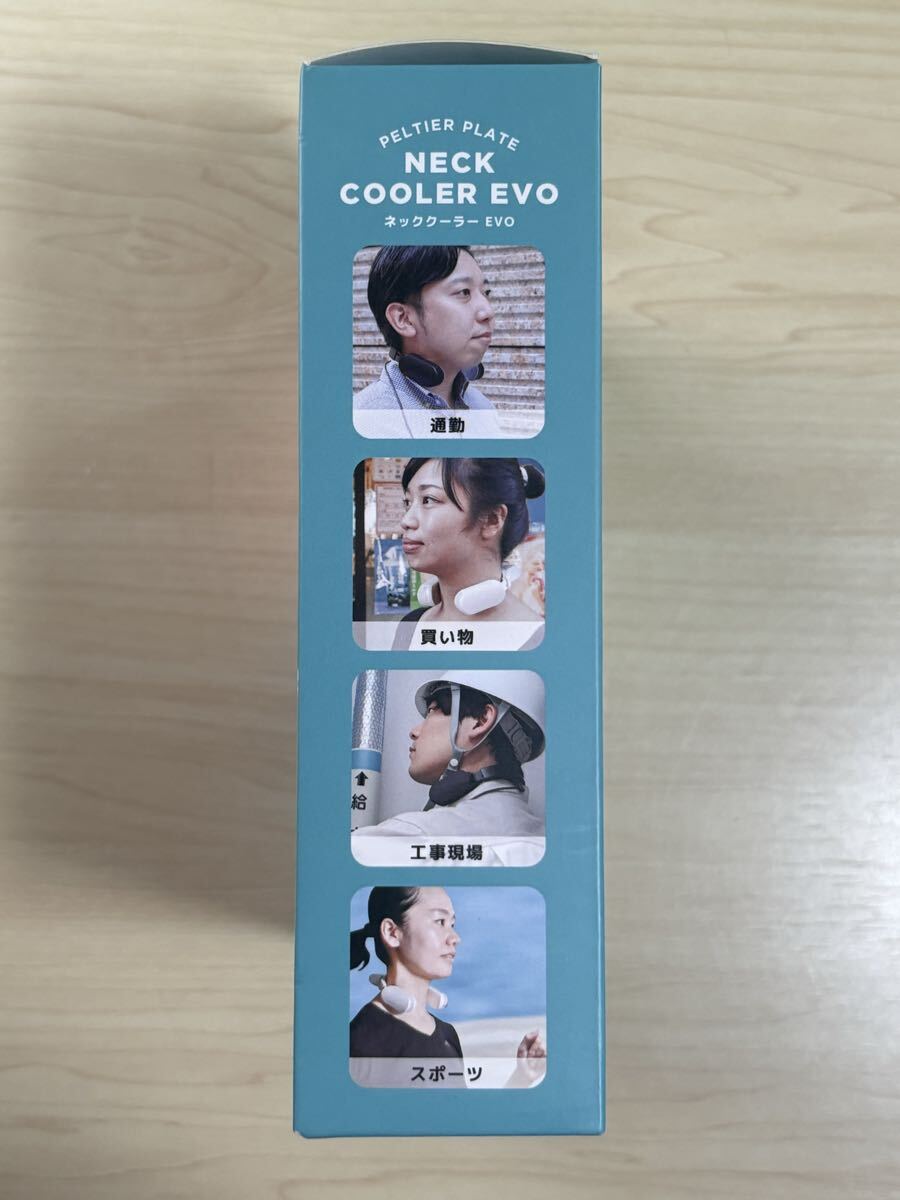 PELTIER PLATE
NECK
COOLER EVO
ネッククーラー EVO
通勤
買い物
給
工事現場
スポーツ